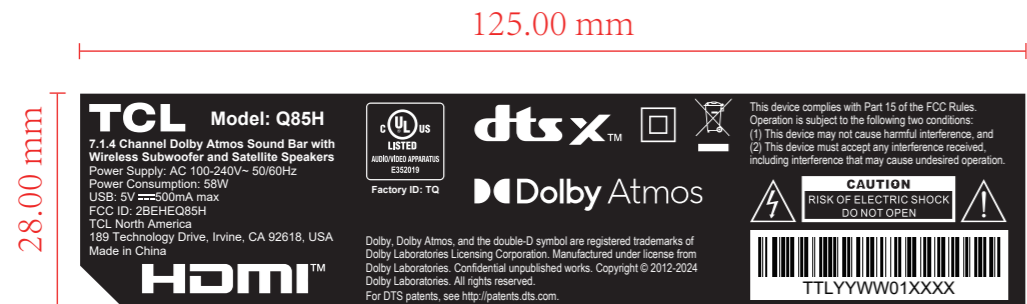 125.00 mm
28.00 mm
TCL Model: Q85H
7.1.4 Channel Dolby Atmos Sound Bar with
Wireless Subwoofer and Satellite Speakers
Power Supply: AC 100-240V~ 50/60Hz
Power Consumption: 58W
USB: 5V⎓500mA max
FCC ID: 2BEHEQ85H
TCL North America
189 Technology Drive, Irvine, CA 92618, USA
Made in China
HDMI™
C UL US
LISTED
AUDIO/VIDEO APPARATUS
E352019
Factory ID: TQ
dts X™
Dolby Atmos
Dolby, Dolby Atmos, and the double-D symbol are registered trademarks of
Dolby Laboratories Licensing Corporation. Manufactured under license from
Dolby Laboratories. Confidential unpublished works. Copyright © 2012-2024
Dolby Laboratories. All rights reserved.
For DTS patents, see http://patents.dts.com.
This device complies with Part 15 of the FCC Rules.
Operation is subject to the following two conditions:
(1) This device may not cause harmful interference, and
(2) This device must accept any interference received,
including interference that may cause undesired operation.
CAUTION
RISK OF ELECTRIC SHOCK
DO NOT OPEN
TTLYYWW01XXXX